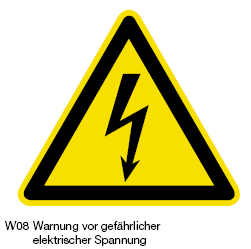 W08 Warnung vor gefährlicher
elektrischer Spannung